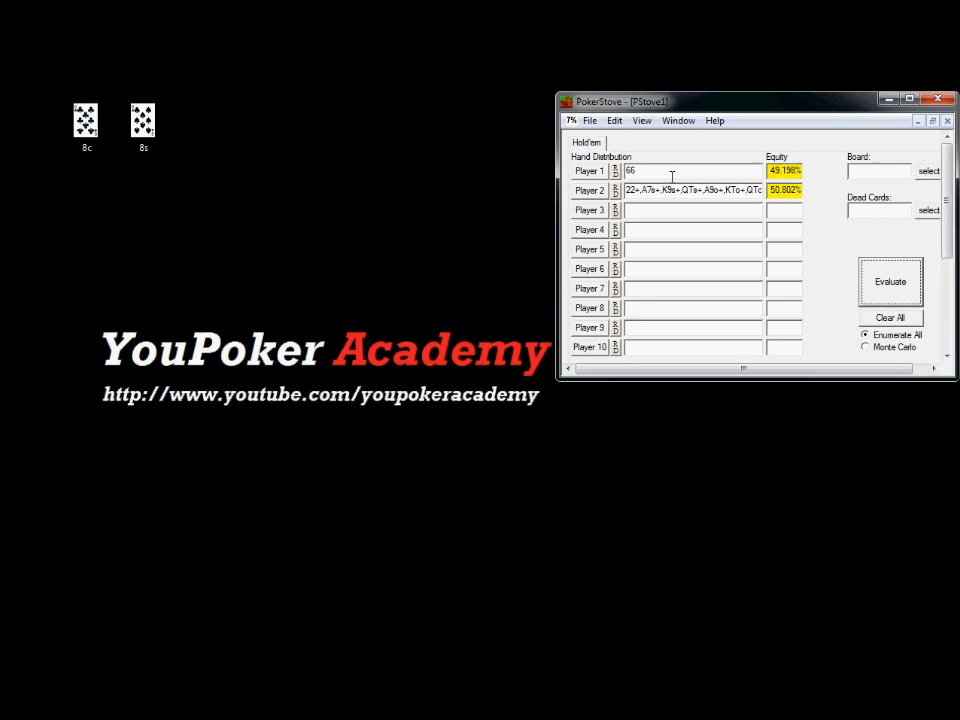 PokerStove - [PStove1]
7% File Edit View Window Help
Hold'em
Hand Distribution Equity Board:
Player 1 R D 66 49.198% select
Player 2 R D 22+,A7s+,K9s+,QTs+,A9o+,KTo+,QTo 50.802%
Dead Cards:
Player 3 R D select
Player 4 R D
Player 5 R D
Player 6 R D
Player 7 R D
Player 8 R D
Player 9 R D
Player 10 R D
Evaluate
Clear All
Enumerate All
Monte Carlo
8c 8s
YouPoker Academy
http://www.youtube.com/youpokeracademy